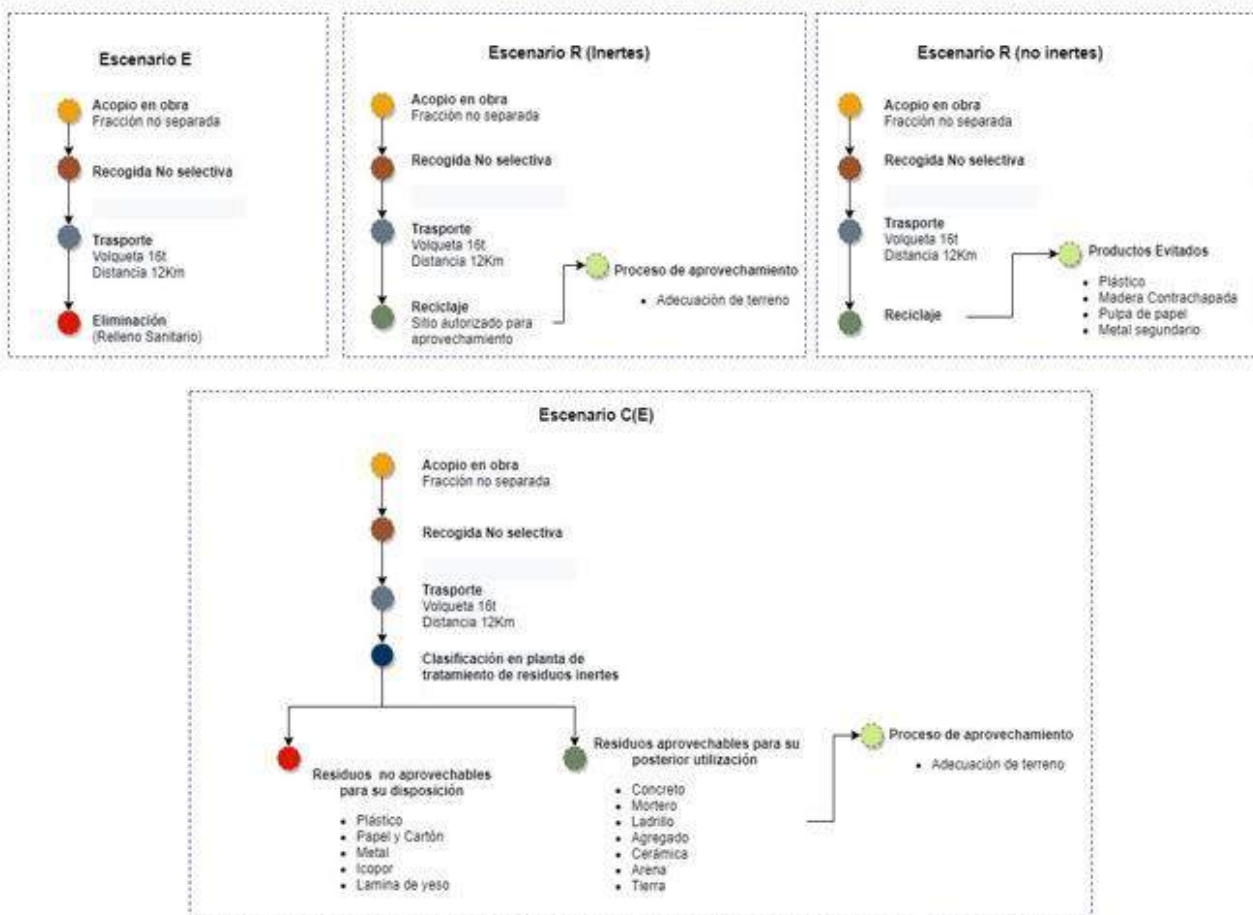 Escenario E
Acopio en obra
Fracción no separada
Recogida No selectiva
Trasporte
Volqueta 16t
Distancia 12Km
Eliminación
(Relleno Sanitario)
Escenario R (Inertes)
Acopio en obra
Fracción no separada
Recogida No selectiva
Trasporte
Volqueta 16t
Distancia 12Km
Reciclaje
Sitio autorizado para
aprovechamiento
Proceso de aprovechamiento
• Adecuación de terreno
Escenario R (no inertes)
Acopio en obra
Fracción no separada
Recogida No selectiva
Trasporte
Volqueta 16t
Distancia 12Km
Reciclaje
Productos Evitados
• Plástico
• Madera Contrachapada
• Pulpa de papel
• Metal segundario
Escenario C(E)
Acopio en obra
Fracción no separada
Recogida No selectiva
Trasporte
Volqueta 16t
Distancia 12Km
Clasificación en planta de
tratamiento de residuos inertes
Residuos no aprovechables
para su disposición
• Plástico
• Papel y Cartón
• Metal
• Icopor
• Lamina de yeso
Residuos aprovechables para su
posterior utilización
• Concreto
• Mortero
• Ladrillo
• Agregado
• Cerámica
• Arena
• Tierra
Proceso de aprovechamiento
• Adecuación de terreno